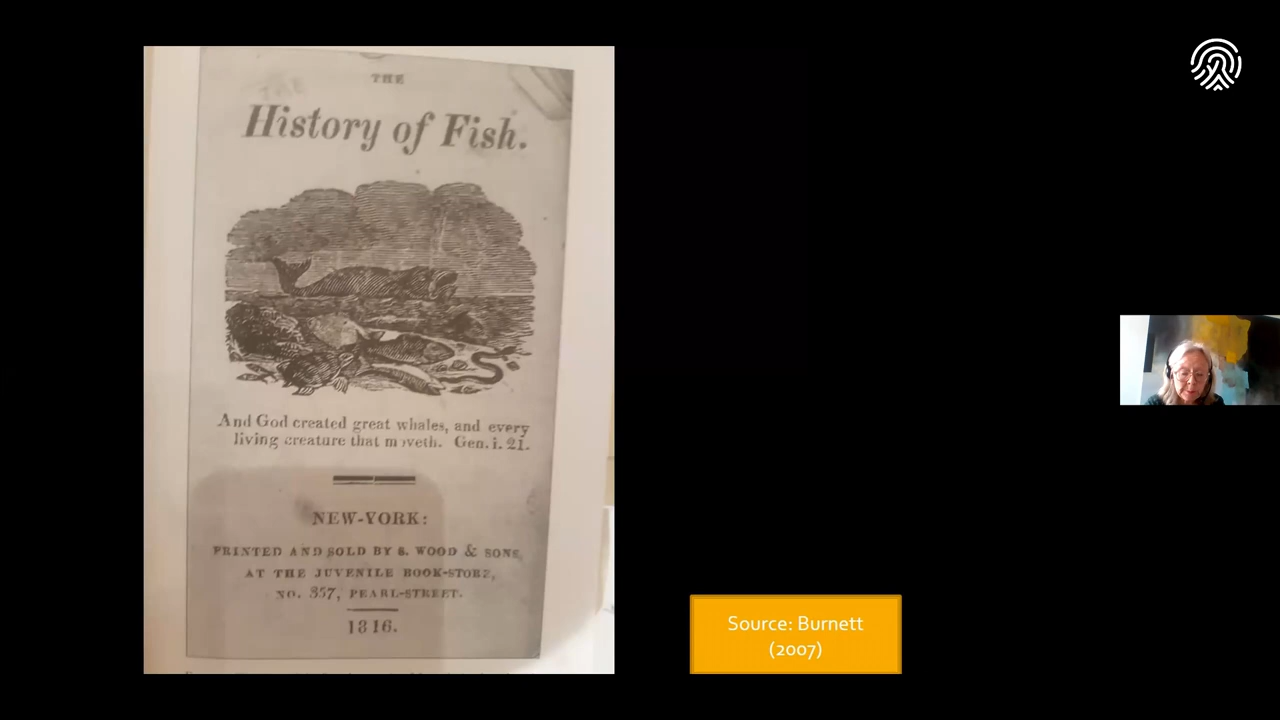 THE
History of Fish.
And God created great whales, and every
living creature that moveth. Gen. i. 21.
NEW-YORK:
PRINTED AND SOLD BY S. WOOD & SONS,
AT THE JUVENILE BOOK-STORE,
NO. 357, PEARL-STREET.
1816.
Source: Burnett
(2007)